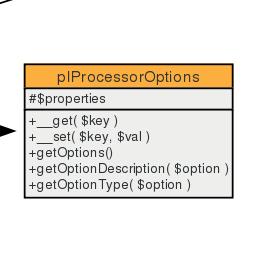 plProcessorOptions
#$properties
+__get( $key )
+__set( $key, $val )
+getOptions()
+getOptionDescription( $option )
+getOptionType( $option )